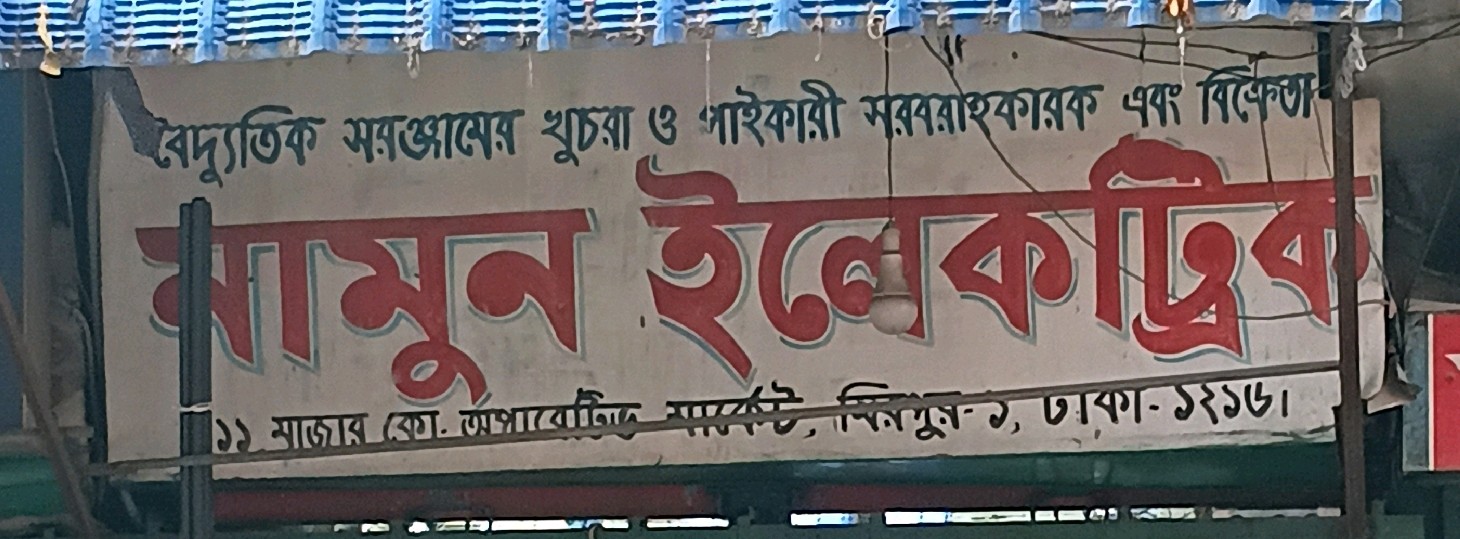 বৈদ্যুতিক সরঞ্জামের খুচরা ও পাইকারী সরবরাহকারক এবং বিক্রেতা
মামুন ইলেকট্রিক
১১ মাজার কো-অপারেটিভ মার্কেট, মিরপুর-১, ঢাকা-১২১৬।